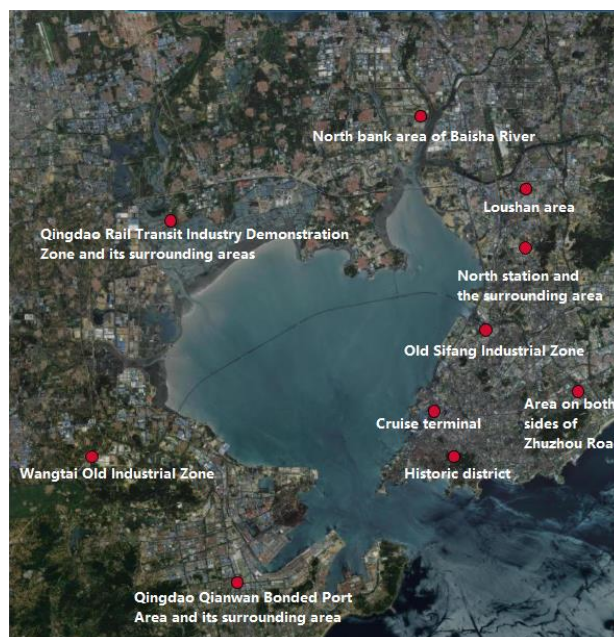 North bank area of Baisha River
Loushan area
Qingdao Rail Transit Industry Demonstration
Zone and its surrounding areas
North station and
the surrounding area
Old Sifang Industrial Zone
Area on both
sides of
Zhuzhou Roa
Cruise terminal
Wangtai Old Industrial Zone
Historic district
Qingdao Qianwan Bonded Port
Area and its surrounding area